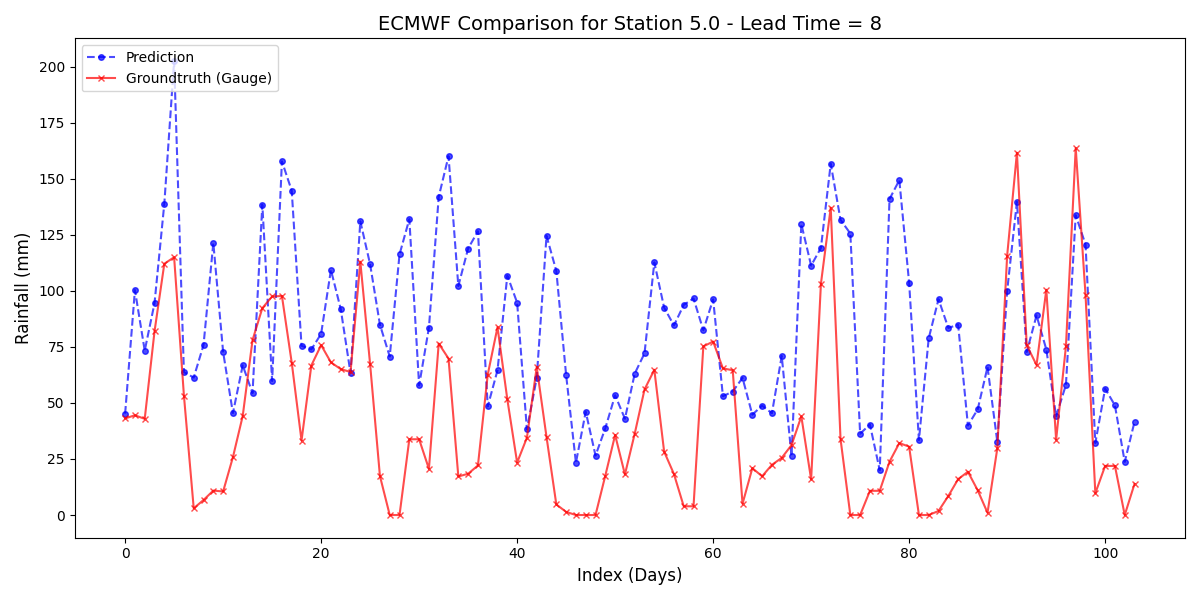 ECMWF Comparison for Station 5.0 - Lead Time = 8
Prediction
Groundtruth (Gauge)
Rainfall (mm)
200
175
150
125
100
75
50
25
0
0 20 40 60 80 100
Index (Days)